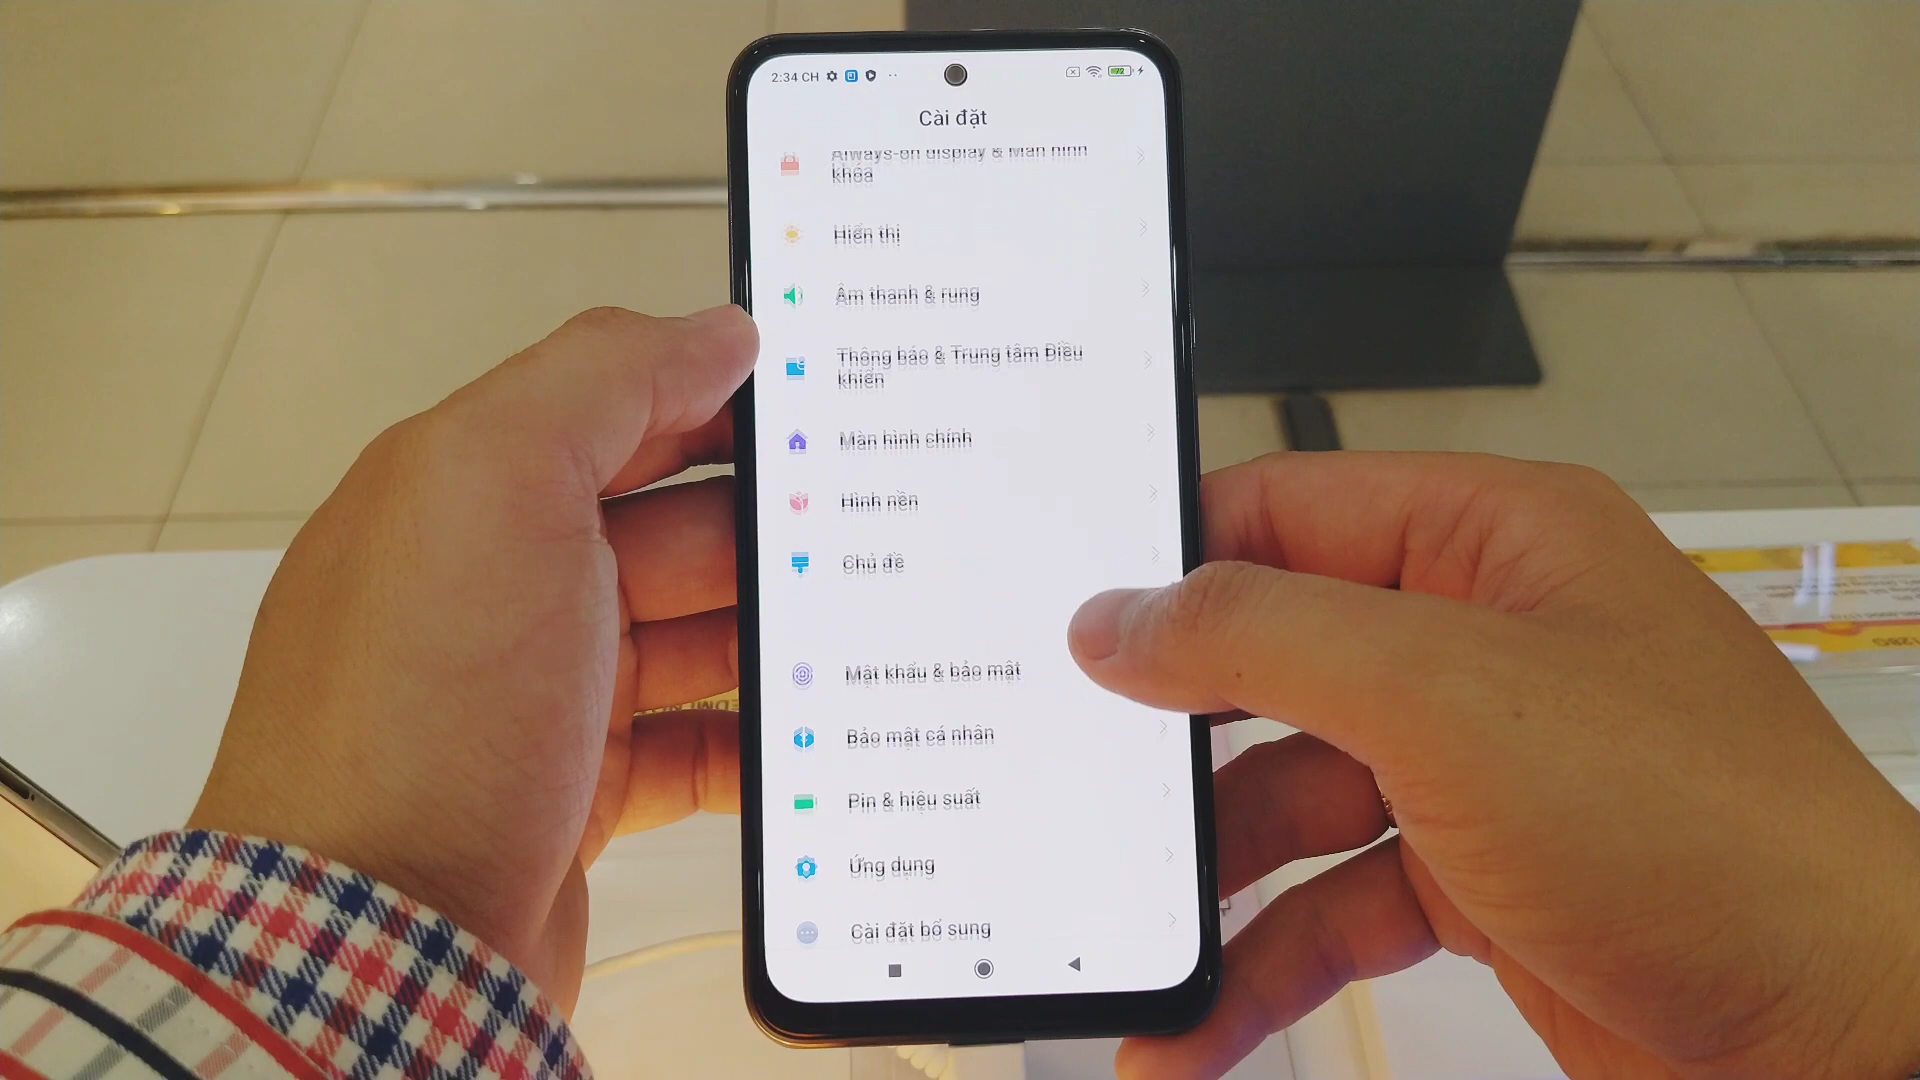 2:34 CH
72
Cài đặt
Always-on display & Màn hình
khóa
Hiển thị
Âm thanh & rung
Thông báo & Trung tâm Điều
khiển
Màn hình chính
Hình nền
Chủ đề
Mật khẩu & bảo mật
Bảo mật cá nhân
Pin & hiệu suất
Ứng dụng
Cài đặt bổ sung
128G